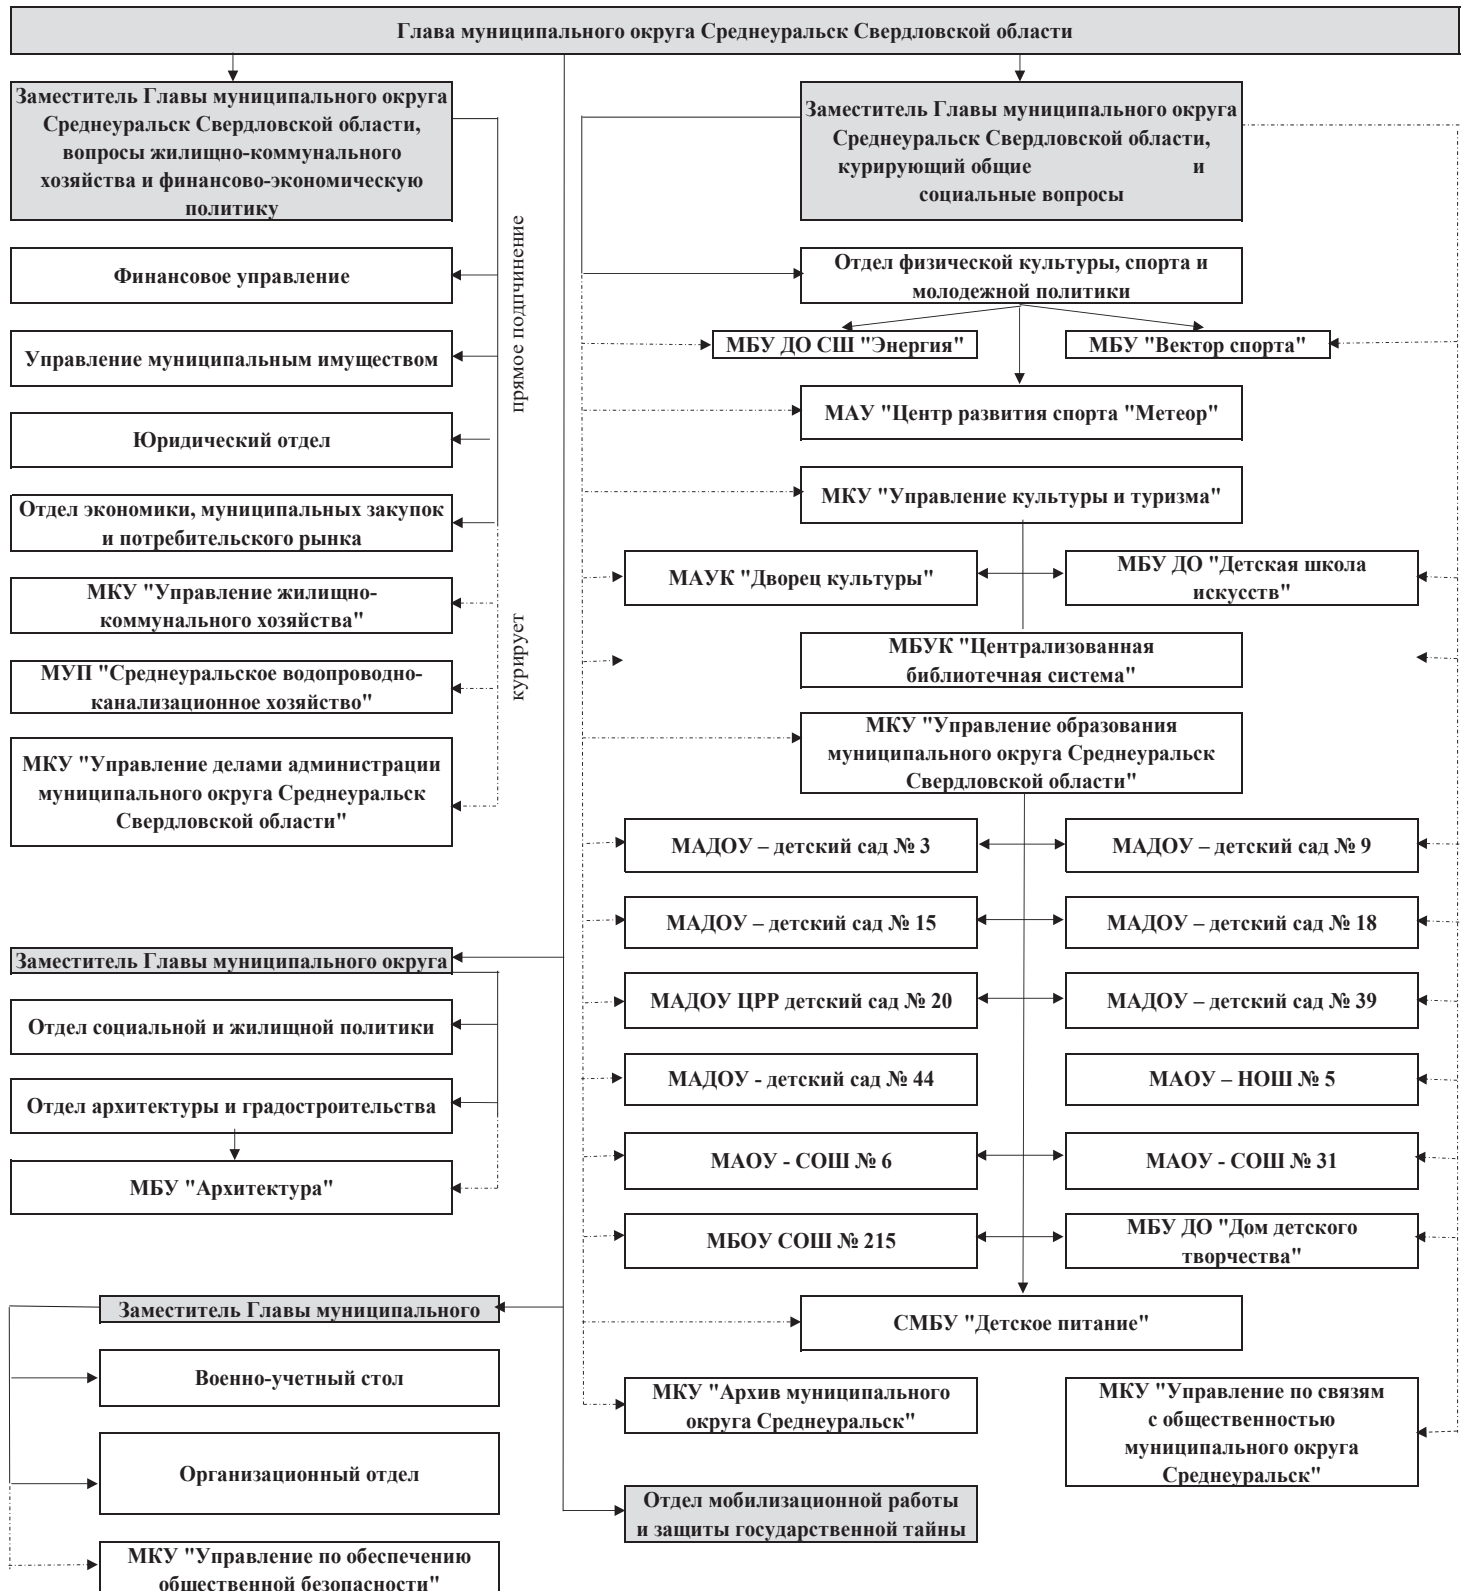 Глава муниципального округа Среднеуральск Свердловской области
Заместитель Главы муниципального округа
Среднеуральск Свердловской области,
вопросы жилищно-коммунального
хозяйства и финансово-экономическую
политику
прямое подпчинение
Финансовое управление
Управление муниципальным имуществом
Юридический отдел
Отдел экономики, муниципальных закупок
и потребительского рынка
курирует
МКУ "Управление жилищно-
коммунального хозяйства"
МУП "Среднеуральское водопроводно-
канализационное хозяйство"
МКУ "Управление делами администрации
муниципального округа Среднеуральск
Свердловской области"
Заместитель Главы муниципального округа
Отдел социальной и жилищной политики
Отдел архитектуры и градостроительства
МБУ "Архитектура"
Заместитель Главы муниципального
Военно-учетный стол
Организационный отдел
МКУ "Управление по обеспечению
общественной безопасности"
Заместитель Главы муниципального округа
Среднеуральск Свердловской области,
курирующий общие и
социальные вопросы
Отдел физической культуры, спорта и
молодежной политики
МБУ ДО СШ "Энергия"
МБУ "Вектор спорта"
МАУ "Центр развития спорта "Метеор"
МКУ "Управление культуры и туризма"
МАУК "Дворец культуры"
МБУ ДО "Детская школа
искусств"
МБУК "Централизованная
библиотечная система"
МКУ "Управление образования
муниципального округа Среднеуральск
Свердловской области"
МАДОУ – детский сад № 3
МАДОУ – детский сад № 9
МАДОУ – детский сад № 15
МАДОУ – детский сад № 18
МАДОУ ЦРР детский сад № 20
МАДОУ – детский сад № 39
МАДОУ - детский сад № 44
МАОУ – НОШ № 5
МАОУ - СОШ № 6
МАОУ - СОШ № 31
МБОУ СОШ № 215
МБУ ДО "Дом детского
творчества"
СМБУ "Детское питание"
МКУ "Архив муниципального
округа Среднеуральск"
МКУ "Управление по связям
с общественностью
муниципального округа
Среднеуральск"
Отдел мобилизационной работы
и защиты государственной тайны